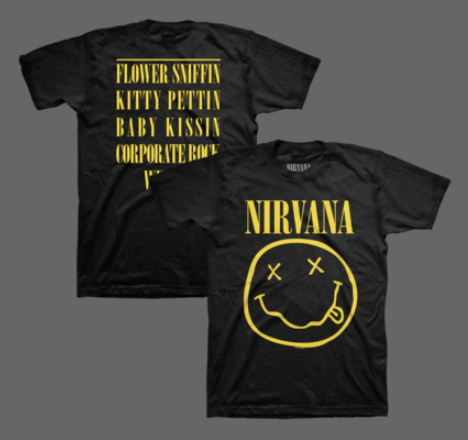 FLOWER SNIFFIN
KITTY PETTIN
BABY KISSIN
CORPORATE ROCK
NIRVANA
NIRVANA